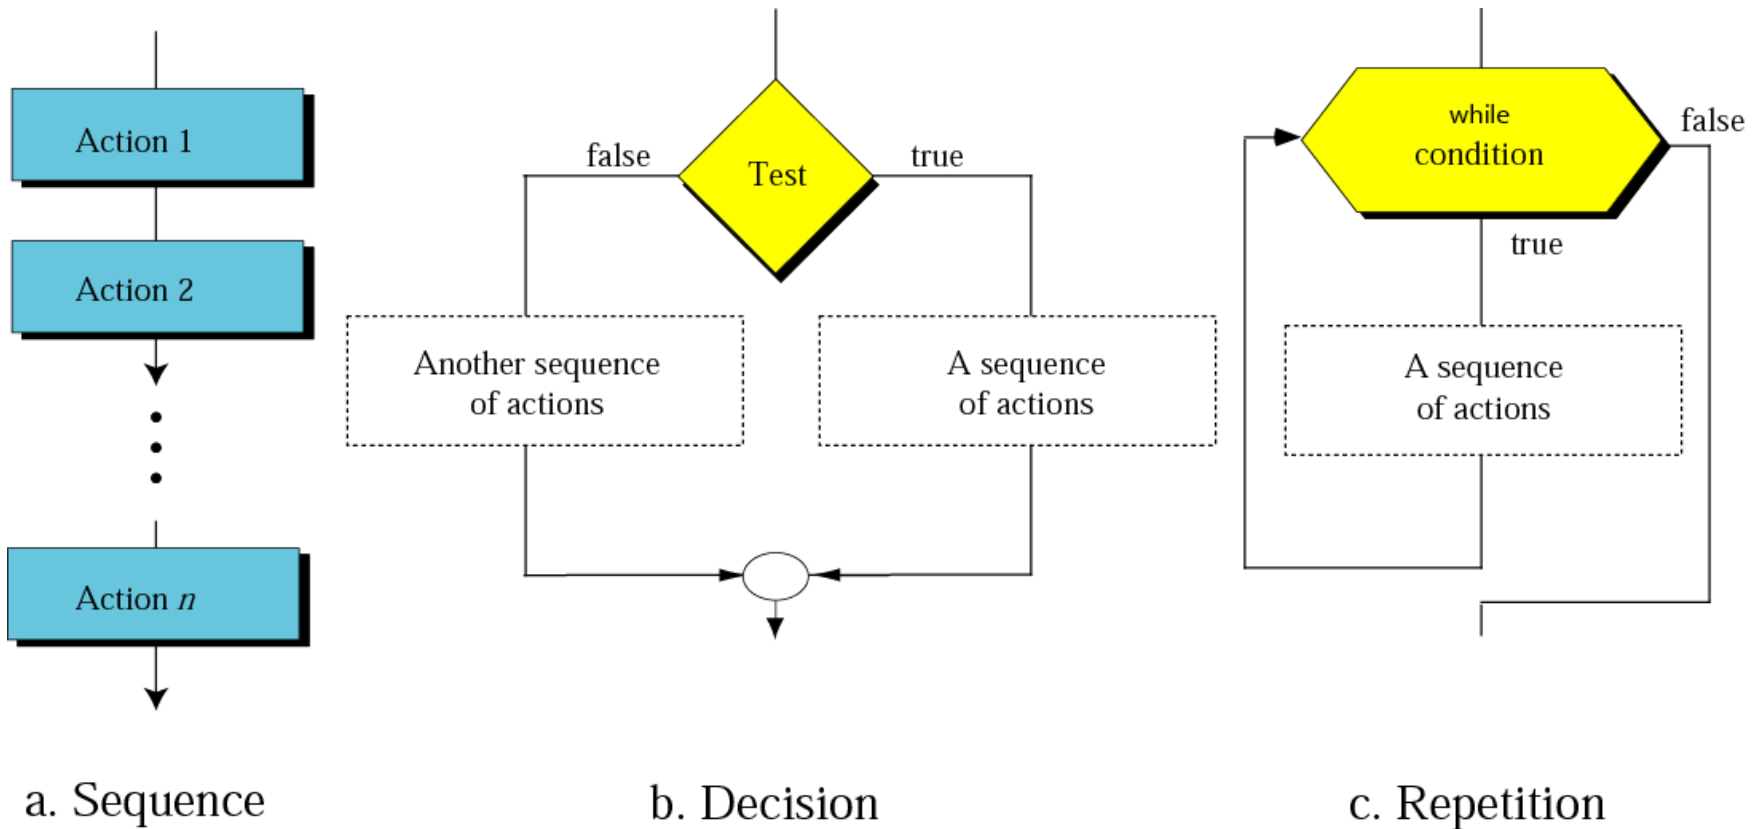 Action 1
Action 2
Action n
a. Sequence
false
true
Test
Another sequence
of actions
A sequence
of actions
b. Decision
while
condition
false
true
A sequence
of actions
c. Repetition